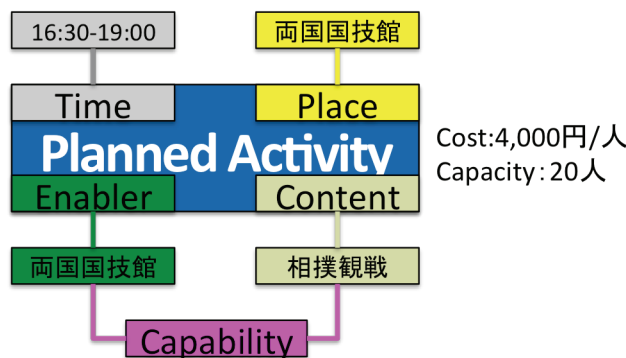 16:30-19:00
両国国技館
Time
Place
Planned Activity
Cost:4,000円/人
Capacity：20人
Enabler
Content
両国国技館
相撲観戦
Capability